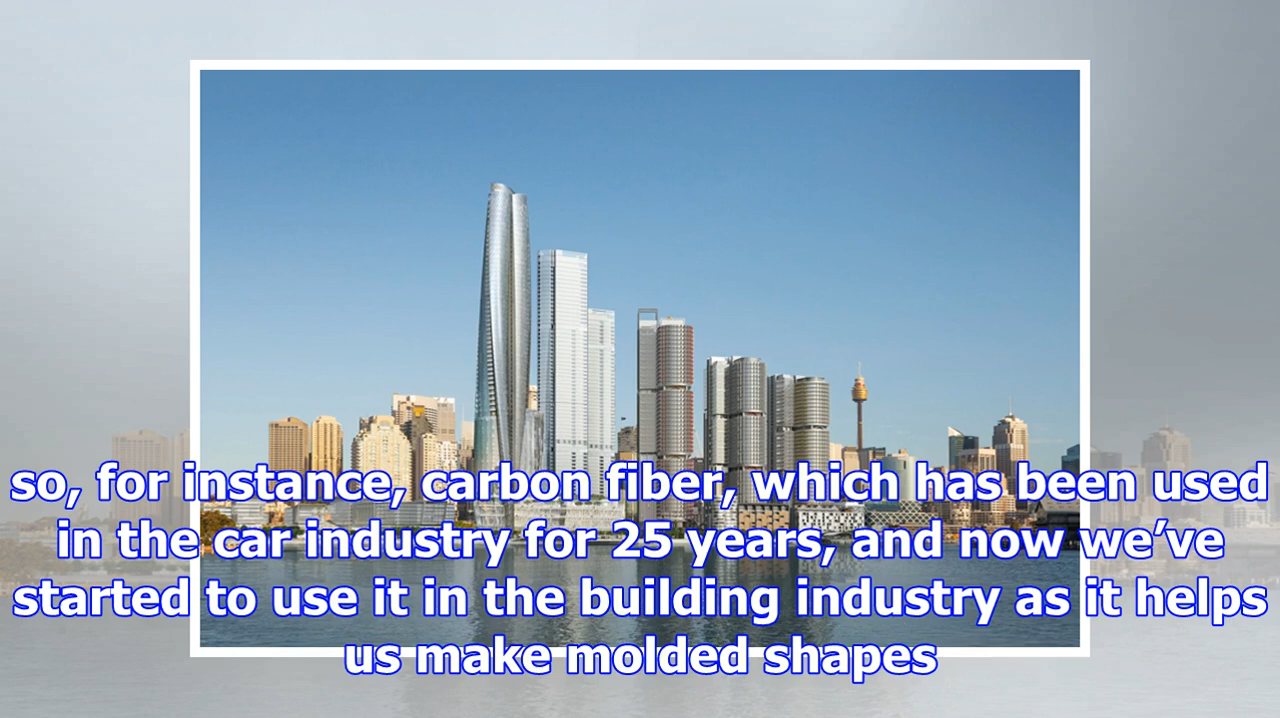 so, for instance, carbon fiber, which has been used
in the car industry for 25 years, and now we’ve
started to use it in the building industry as it helps
us make molded shapes